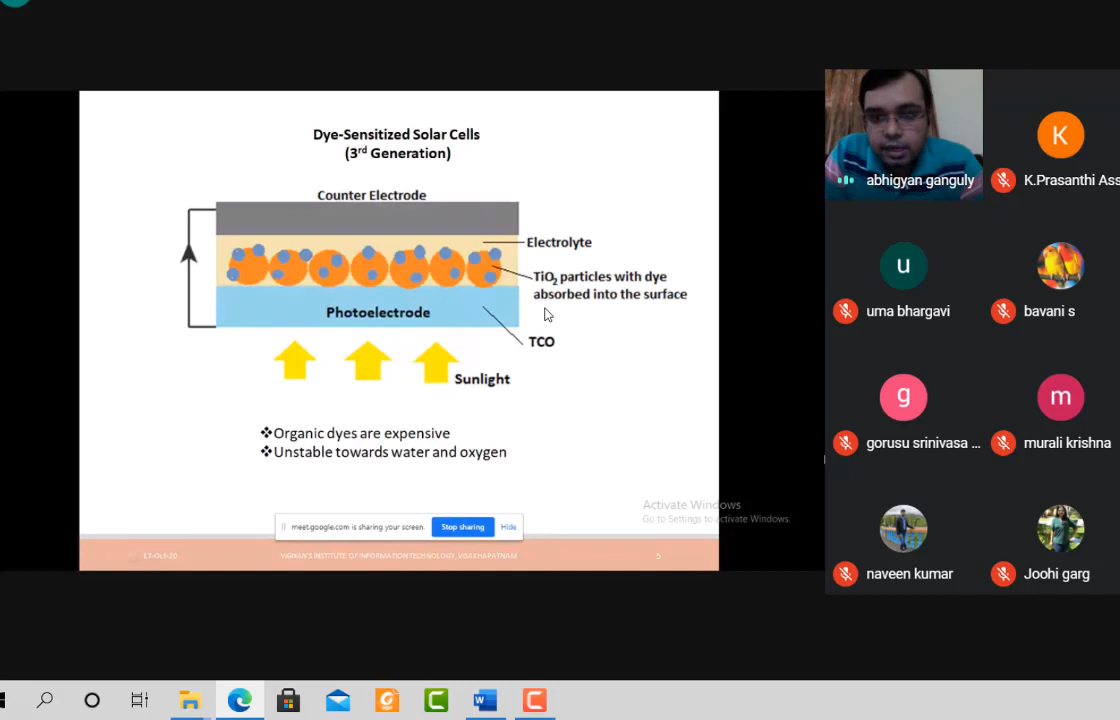 Dye-Sensitized Solar Cells
(3rd Generation)
Counter Electrode
Electrolyte
TiO2 particles with dye
absorbed into the surface
Photoelectrode
TCO
Sunlight
❖Organic dyes are expensive
❖Unstable towards water and oxygen
meet.google.com is sharing your screen.
Stop sharing
Hide
17-Oct-20
VIGNAN'S INSTITUTE OF INFORMATION TECHNOLOGY, VISAKHAPATNAM
5
Activate Windows
Go to Settings to activate Windows.
abhigyan ganguly
K
K.Prasanthi Ass
u
uma bhargavi
bavani s
g
gorusu srinivasa ...
m
murali krishna
naveen kumar
Joohi garg
W
C
C